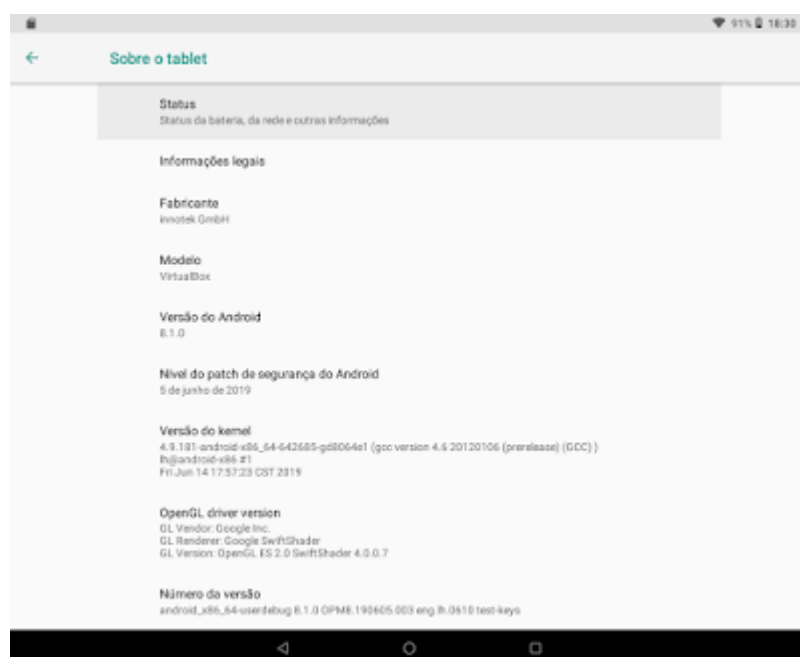 91% 18:30
Sobre o tablet
Status
Status da bateria, da rede e outras informações
Informações legais
Fabricante
innotek GmbH
Modelo
VirtualBox
Versão do Android
8.1.0
Nível do patch de segurança do Android
5 de junho de 2019
Versão do kernel
4.9.181-android-x86_64-642685-gd8064e1 (gcc version 4.6 20120106 (prerelease) (GCC) )
lh@android-x86 #1
Fri Jun 14 17:57:23 CST 2019
OpenGL driver version
GL Vendor: Google Inc.
GL Renderer: Google SwiftShader
GL Version: OpenGL ES 2.0 SwiftShader 4.0.0.7
Número da versão
android_x86_64-userdebug 8.1.0 OPM8.190605.003 eng.lh.0610 test-keys